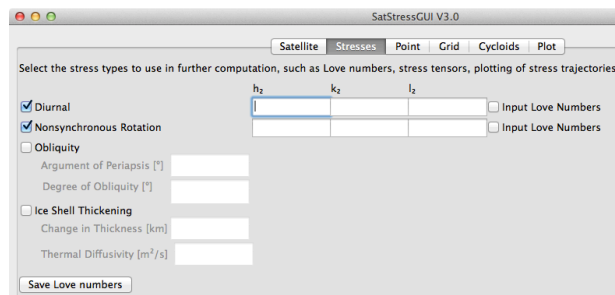 SatStressGUI V3.0
Satellite Stresses Point Grid Cycloids Plot
Select the stress types to use in further computation, such as Love numbers, stress tensors, plotting of stress trajectories
h₂ k₂ l₂
Diurnal Input Love Numbers
Nonsynchronous Rotation Input Love Numbers
Obliquity
Argument of Periapsis [°]
Degree of Obliquity [°]
Ice Shell Thickening
Change in Thickness [km]
Thermal Diffusivity [m²/s]
Save Love numbers